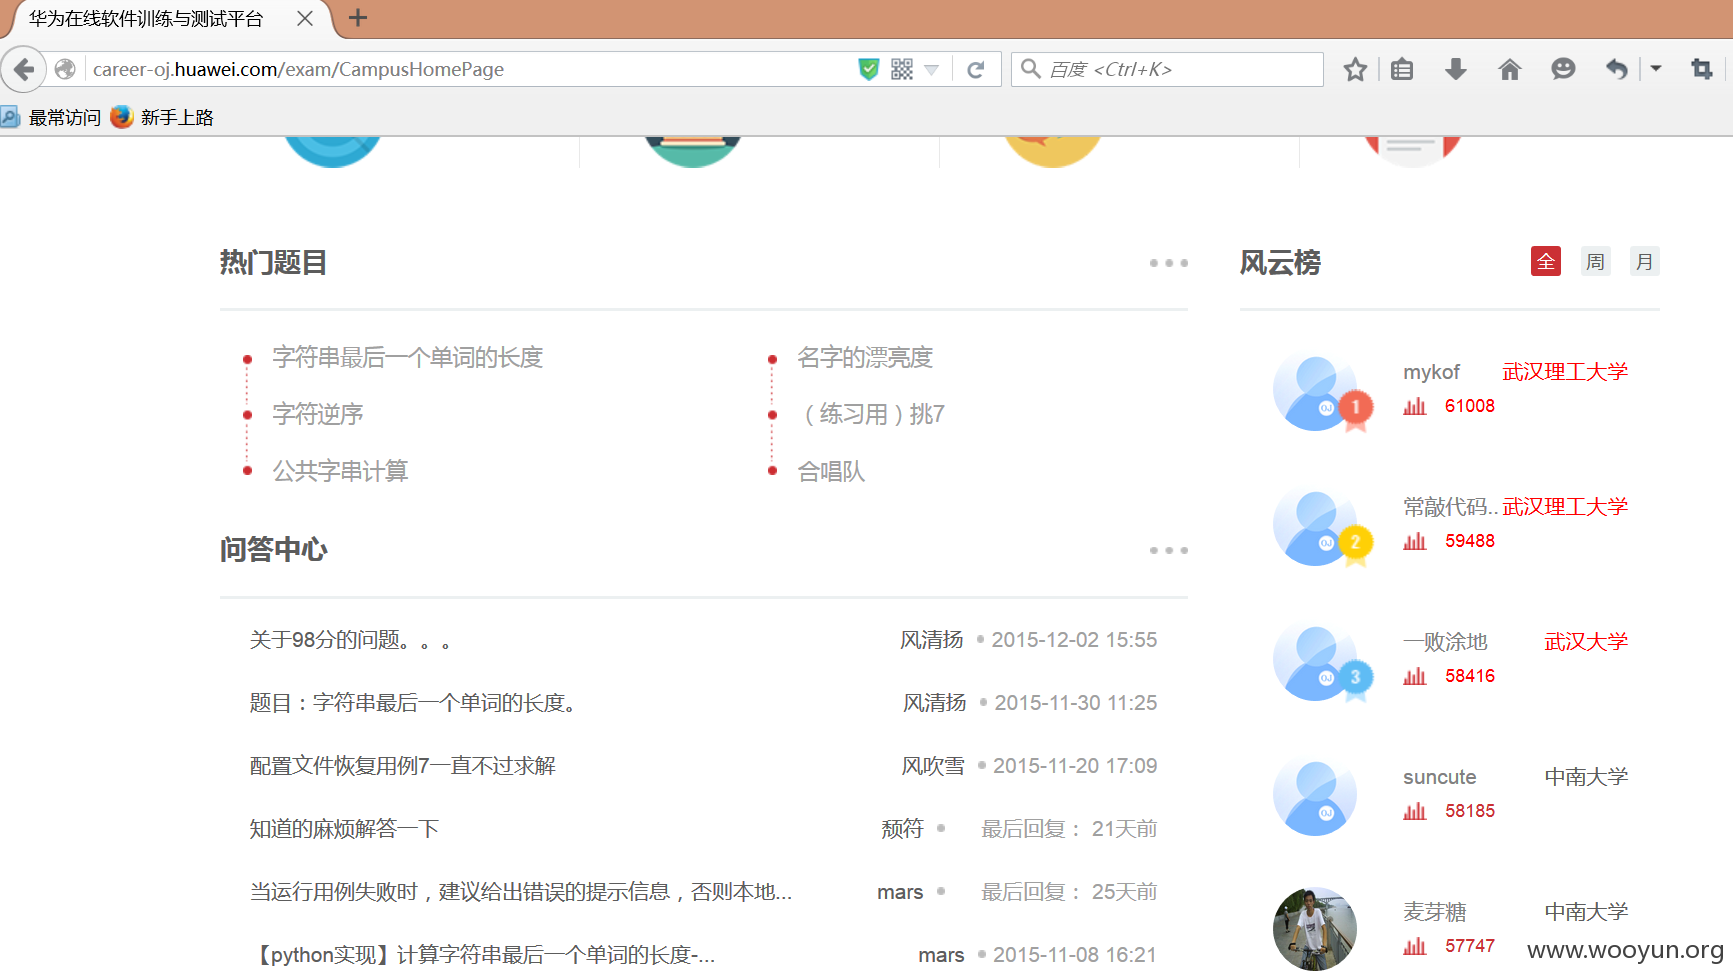 华为在线软件训练与测试平台
career-oj.huawei.com/exam/CampusHomePage
百度 <Ctrl+K>
最常访问 新手上路
热门题目
字符串最后一个单词的长度 名字的漂亮度
字符逆序 （练习用）挑7
公共字串计算 合唱队
问答中心
关于98分的问题。。。 风清扬 2015-12-02 15:55
题目：字符串最后一个单词的长度。 风清扬 2015-11-30 11:25
配置文件恢复用例7一直不过求解 风吹雪 2015-11-20 17:09
知道的麻烦解答一下 颓符 最后回复： 21天前
当运行用例失败时，建议给出错误的提示信息，否则本地... mars 最后回复： 25天前
【python实现】计算字符串最后一个单词的长度-... mars 2015-11-08 16:21
风云榜 全 周 月
mykof 武汉理工大学
OJ 1 61008
常敲代码.. 武汉理工大学
OJ 2 59488
一败涂地 武汉大学
OJ 3 58416
suncute 中南大学
OJ 58185
麦芽糖 中南大学
57747
www.wooyun.org